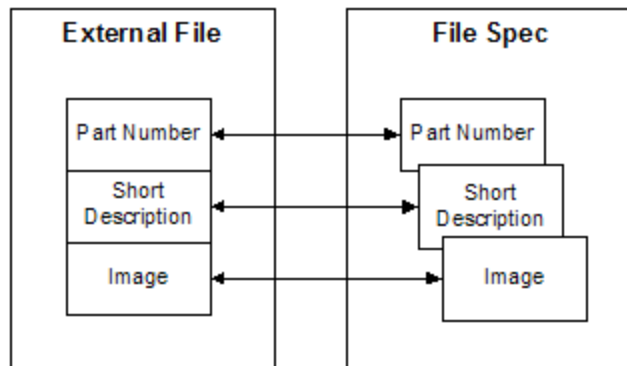 External File
File Spec
Part Number
Part Number
Short
Description
Short
Description
Image
Image